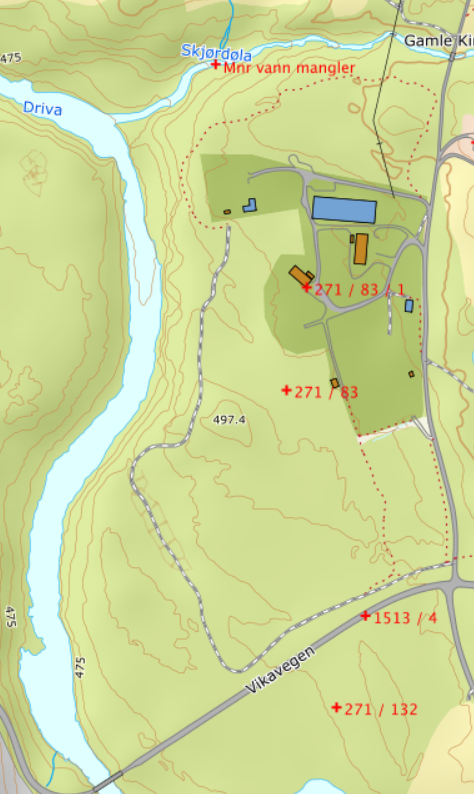 Gamle
475
Skjørdøla
Mnr vann mangler
Driva
271 / 83 / 1
271 / 83
497.4
475
1513 / 4
475
Vikavegen
271 / 132